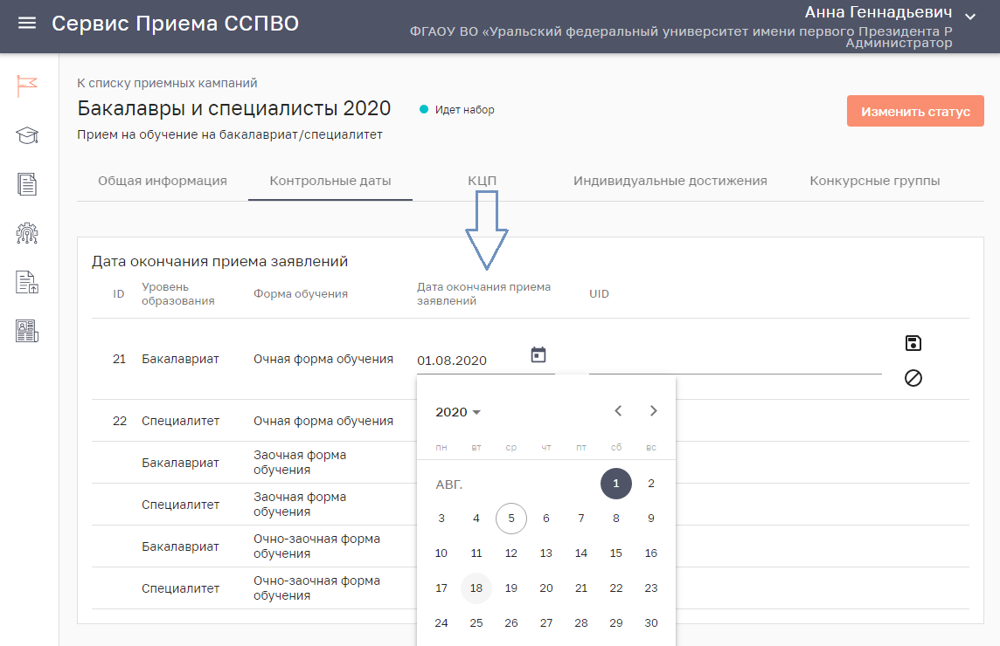 Сервис Приема ССПВО
Анна Геннадьевич
ФГАОУ ВО «Уральский федеральный университет имени первого Президента Р
Администратор
К списку приемных кампаний
Бакалавры и специалисты 2020
Идет набор
Изменить статус
Прием на обучение на бакалавриат/специалитет
Общая информация
Контрольные даты
КЦП
Индивидуальные достижения
Конкурсные группы
Дата окончания приема заявлений
ID
Уровень
образования
Форма обучения
Дата окончания приема
заявлений
UID
21 Бакалавриат Очная форма обучения 01.08.2020
22 Специалитет Очная форма обучения
Бакалавриат
Заочная форма
обучения
Специалитет
Заочная форма
обучения
Бакалавриат
Очно-заочная форма
обучения
Специалитет
Очно-заочная форма
обучения
2020
пн вт ср чт пт сб вс
АВГ. 1 2
3 4 5 6 7 8 9
10 11 12 13 14 15 16
17 18 19 20 21 22 23
24 25 26 27 28 29 30